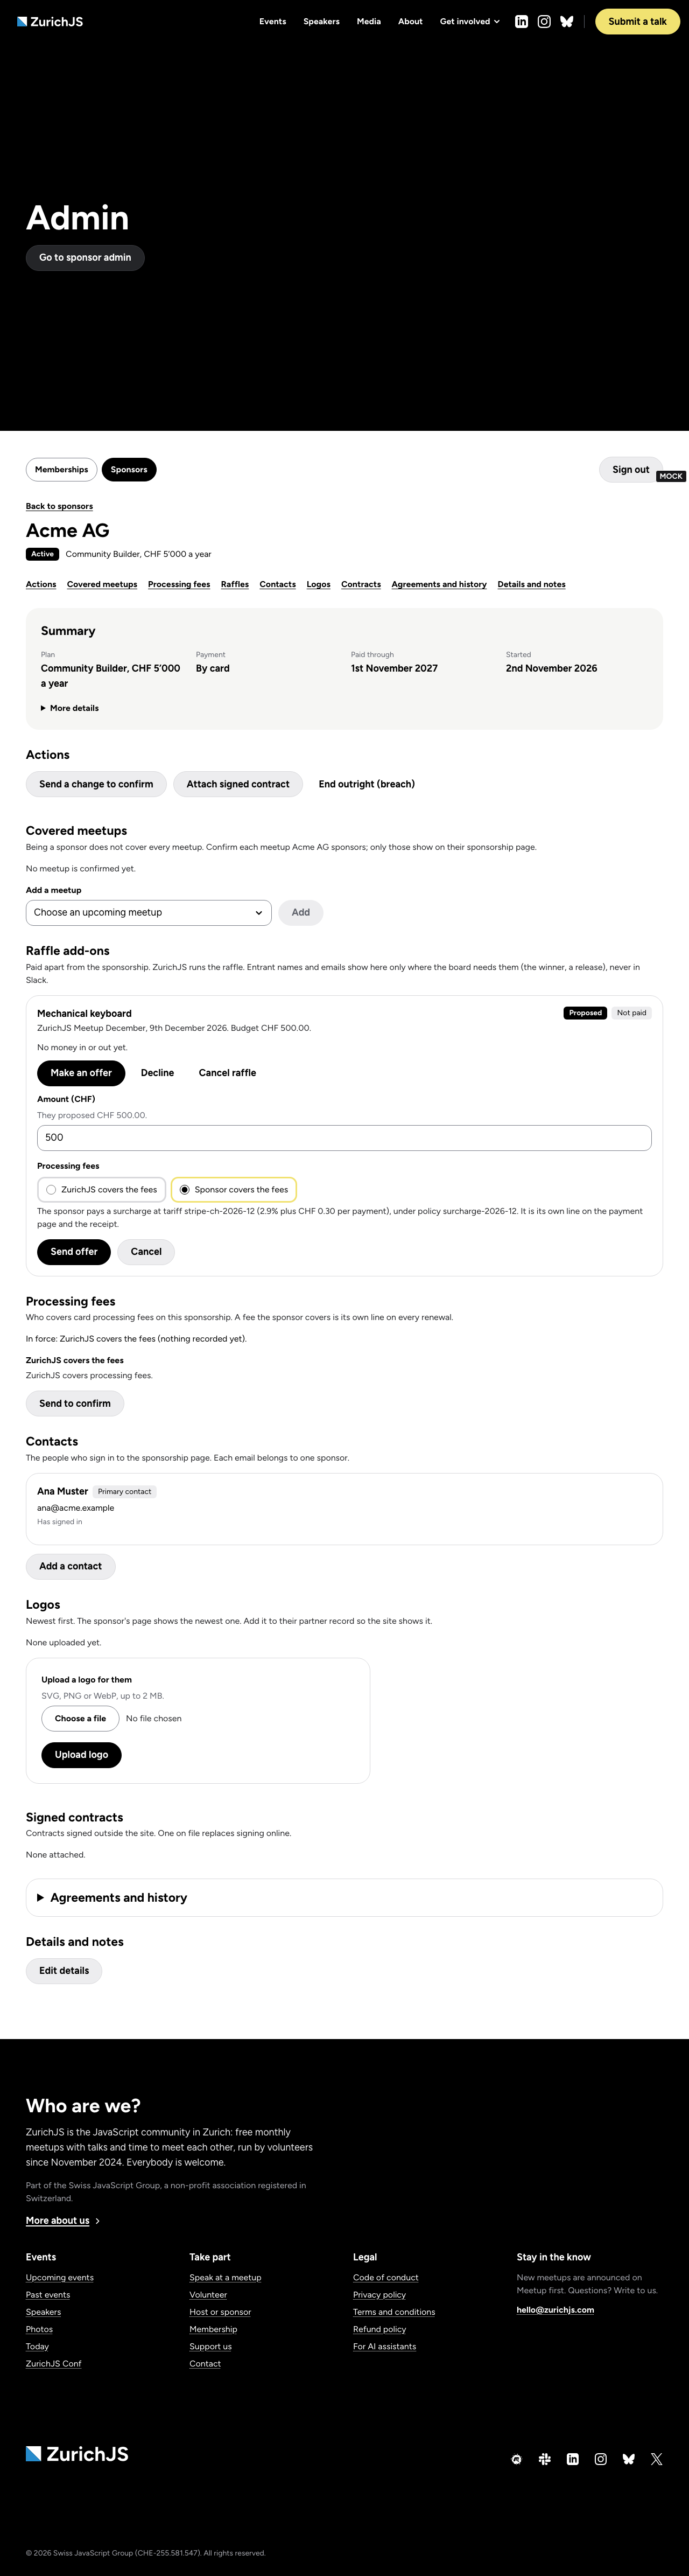 ZurichJS
Events
Speakers
Media
About
Get involved
Submit a talk
Admin
Go to sponsor admin
Memberships
Sponsors
Sign out
MOCK
Back to sponsors
Acme AG
Active
Community Builder, CHF 5’000 a year
Actions
Covered meetups
Processing fees
Raffles
Contacts
Logos
Contracts
Agreements and history
Details and notes
Summary
Plan
Community Builder, CHF 5’000
a year
Payment
By card
Paid through
1st November 2027
Started
2nd November 2026
More details
Actions
Send a change to confirm
Attach signed contract
End outright (breach)
Covered meetups
Being a sponsor does not cover every meetup. Confirm each meetup Acme AG sponsors; only those show on their sponsorship page.
No meetup is confirmed yet.
Add a meetup
Choose an upcoming meetup
Add
Raffle add-ons
Paid apart from the sponsorship. ZurichJS runs the raffle. Entrant names and emails show here only where the board needs them (the winner, a release), never in
Slack.
Mechanical keyboard
Proposed
Not paid
ZurichJS Meetup December, 9th December 2026. Budget CHF 500.00.
No money in or out yet.
Make an offer
Decline
Cancel raffle
Amount (CHF)
They proposed CHF 500.00.
500
Processing fees
ZurichJS covers the fees
Sponsor covers the fees
The sponsor pays a surcharge at tariff stripe-ch-2026-12 (2.9% plus CHF 0.30 per payment), under policy surcharge-2026-12. It is its own line on the payment
page and the receipt.
Send offer
Cancel
Processing fees
Who covers card processing fees on this sponsorship. A fee the sponsor covers is its own line on every renewal.
In force: ZurichJS covers the fees (nothing recorded yet).
ZurichJS covers the fees
ZurichJS covers processing fees.
Send to confirm
Contacts
The people who sign in to the sponsorship page. Each email belongs to one sponsor.
Ana Muster
Primary contact
ana@acme.example
Has signed in
Add a contact
Logos
Newest first. The sponsor's page shows the newest one. Add it to their partner record so the site shows it.
None uploaded yet.
Upload a logo for them
SVG, PNG or WebP, up to 2 MB.
Choose a file
No file chosen
Upload logo
Signed contracts
Contracts signed outside the site. One on file replaces signing online.
None attached.
Agreements and history
Details and notes
Edit details
Who are we?
ZurichJS is the JavaScript community in Zurich: free monthly
meetups with talks and time to meet each other, run by volunteers
since November 2024. Everybody is welcome.
Part of the Swiss JavaScript Group, a non-profit association registered in
Switzerland.
More about us
Events
Upcoming events
Past events
Speakers
Photos
Today
ZurichJS Conf
Take part
Speak at a meetup
Volunteer
Host or sponsor
Membership
Support us
Contact
Legal
Code of conduct
Privacy policy
Terms and conditions
Refund policy
For AI assistants
Stay in the know
New meetups are announced on
Meetup first. Questions? Write to us.
hello@zurichjs.com
ZurichJS
© 2026 Swiss JavaScript Group (CHE-255.581.547). All rights reserved.